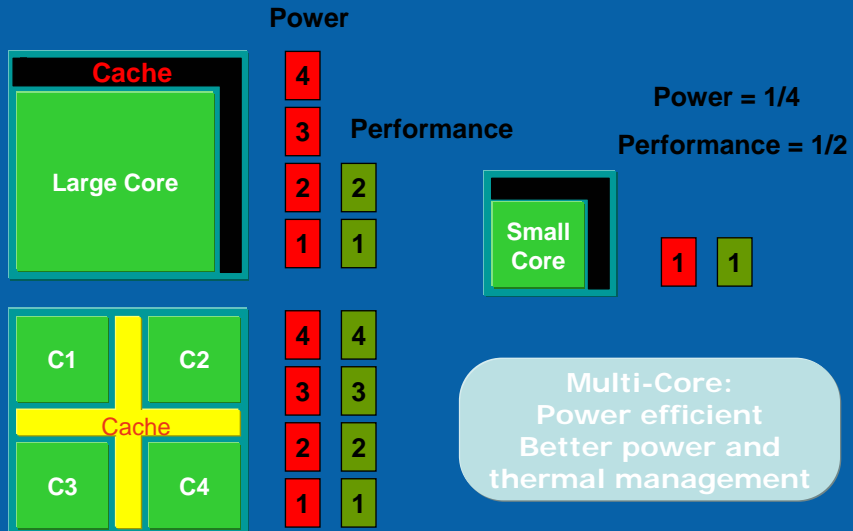 Power
Cache
Large Core
4
3
2
1
Performance
2
1
Power = 1/4
Performance = 1/2
Small
Core
1
1
C1
C2
Cache
C3
C4
4
4
3
3
2
2
1
1
Multi-Core:
Power efficient
Better power and
thermal management